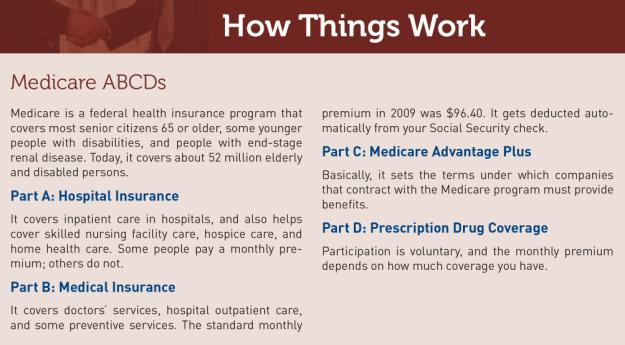 How Things Work
Medicare ABCDs
Medicare is a federal health insurance program that
covers most senior citizens 65 or older, some younger
people with disabilities, and people with end-stage
renal disease. Today, it covers about 52 million elderly
and disabled persons.
Part A: Hospital Insurance
It covers inpatient care in hospitals, and also helps
cover skilled nursing facility care, hospice care, and
home health care. Some people pay a monthly pre-
mium; others do not.
Part B: Medical Insurance
It covers doctors' services, hospital outpatient care,
and some preventive services. The standard monthly
premium in 2009 was $96.40. It gets deducted auto-
matically from your Social Security check.
Part C: Medicare Advantage Plus
Basically, it sets the terms under which companies
that contract with the Medicare program must provide
benefits.
Part D: Prescription Drug Coverage
Participation is voluntary, and the monthly premium
depends on how much coverage you have.